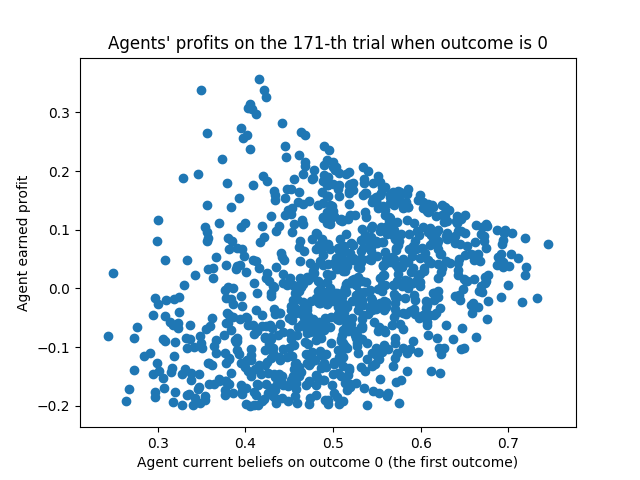 Agents' profits on the 171-th trial when outcome is 0
Agent earned profit
0.3
0.2
0.1
0.0
−0.1
−0.2
0.3 0.4 0.5 0.6 0.7
Agent current beliefs on outcome 0 (the first outcome)